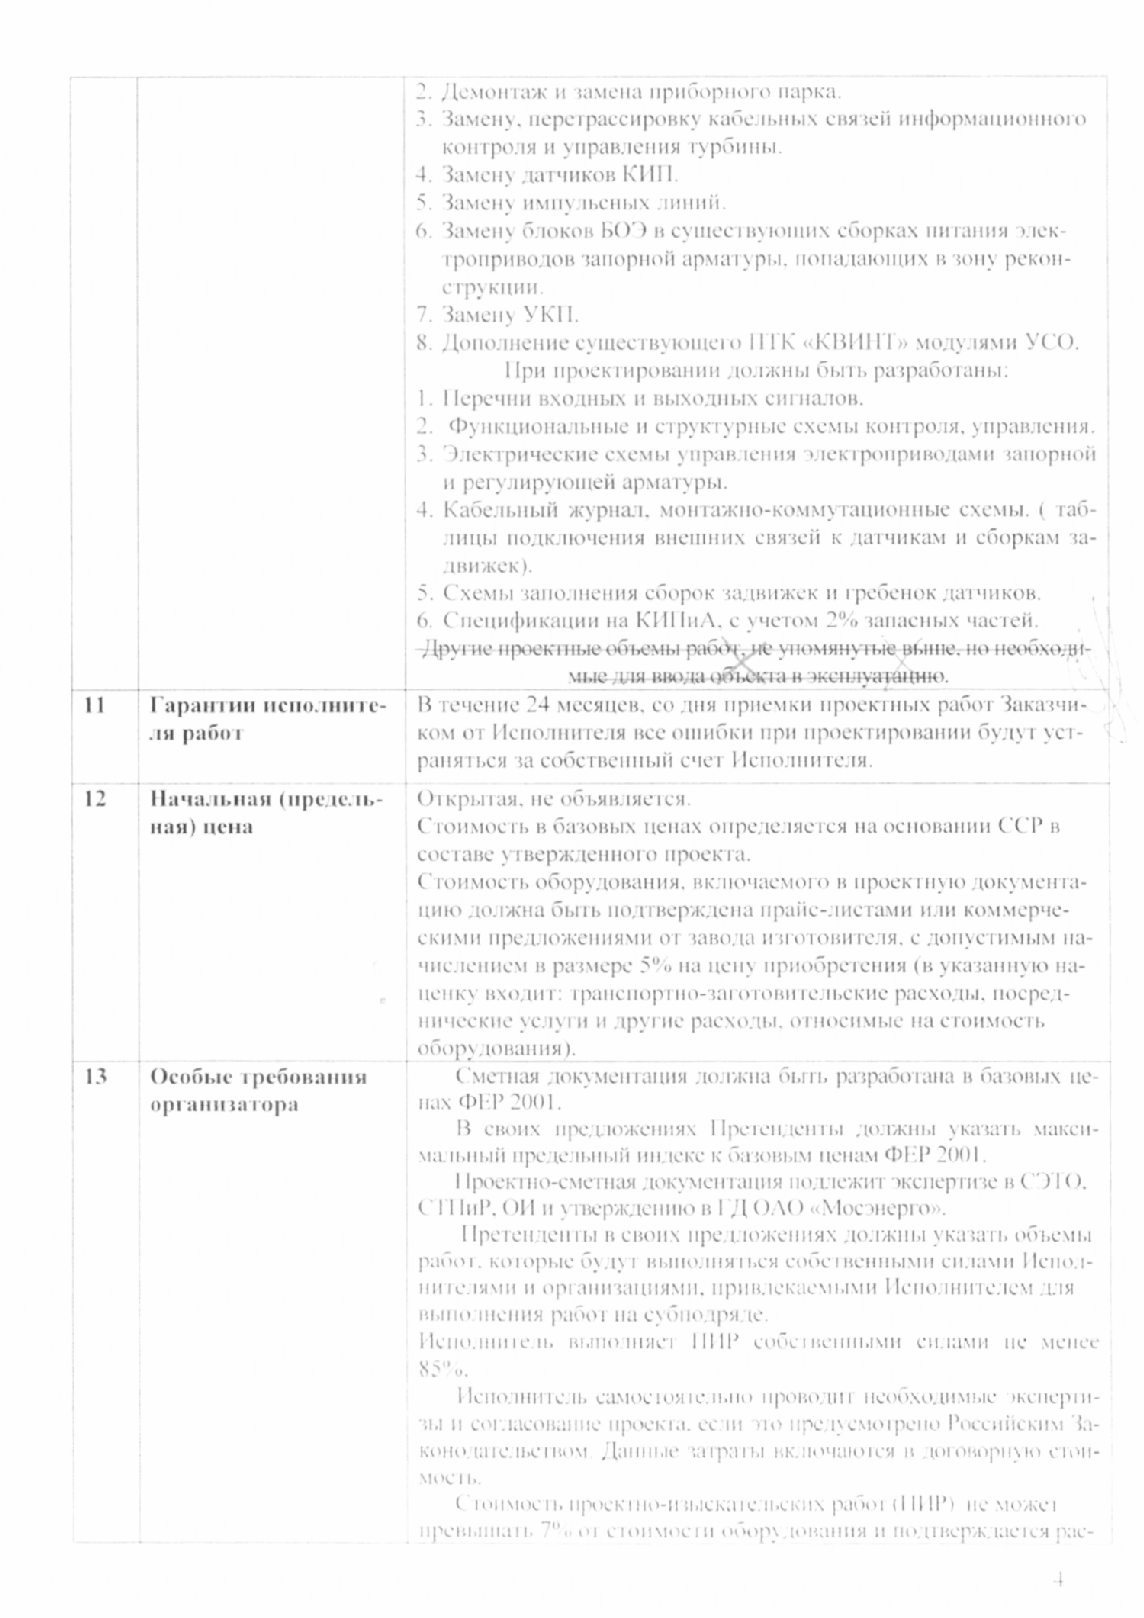 2. Демонтаж и замена приборного парка.
3. Замену, перетрассировку кабельных связей информационного
контроля и управления турбины.
4. Замену датчиков КИП.
5. Замену импульсных линий.
6. Замену блоков БОЭ в существующих сборках питания элек-
троприводов запорной арматуры, попадающих в зону рекон-
струкции.
7. Замену УКП.
8. Дополнение существующего ПТК «КВИНТ» модулями УСО.
При проектировании должны быть разработаны:
1. Перечни входных и выходных сигналов.
2. Функциональные и структурные схемы контроля, управления.
3. Электрические схемы управления электроприводами запорной
и регулирующей арматуры.
4. Кабельный журнал, монтажно-коммутационные схемы. ( таб-
лицы подключения внешних связей к датчикам и сборкам за-
движек).
5. Схемы заполнения сборок задвижек и гребенок датчиков.
6. Спецификации на КИПиА, с учетом 2% запасных частей.
Другие проектные объемы работ, не упомянутые выше, но необходи-
мые для ввода объекта в эксплуатацию.
11 Гарантии исполните-
ля работ
В течение 24 месяцев, со дня приемки проектных работ Заказчи-
ком от Исполнителя все ошибки при проектировании будут уст-
раняться за собственный счет Исполнителя.
12 Начальная (предель-
ная) цена
Открытая, не объявляется.
Стоимость в базовых ценах определяется на основании ССР в
составе утвержденного проекта.
Стоимость оборудования, включаемого в проектную документа-
цию должна быть подтверждена прайс-листами или коммерче-
скими предложениями от завода изготовителя, с допустимым на-
числением в размере 5% на цену приобретения (в указанную на-
ценку входит: транспортно-заготовительские расходы, посред-
нические услуги и другие расходы, относимые на стоимость
оборудования).
13 Особые требования
организатора
Сметная документация должна быть разработана в базовых це-
нах ФЕР 2001.
В своих предложениях Претенденты должны указать макси-
мальный предельный индекс к базовым ценам ФЕР 2001.
Проектно-сметная документация подлежит экспертизе в СЭТО,
СТПиР, ОИ и утверждению в ГД ОАО «Мосэнерго».
Претенденты в своих предложениях должны указать объемы
работ, которые будут выполняться собственными силами Испол-
нителями и организациями, привлекаемыми Исполнителем для
выполнения работ на субподряде.
Исполнитель выполняет ПИР собственными силами не менее
85%.
Исполнитель самостоятельно проводит необходимые эксперти-
зы и согласование проекта, если это предусмотрено Российским За-
конодательством. Данные затраты включаются в договорную стои-
мость.
Стоимость проектно-изыскательских работ (ПИР) не может
превышать 7% от стоимости оборудования и подтверждается рас-
4